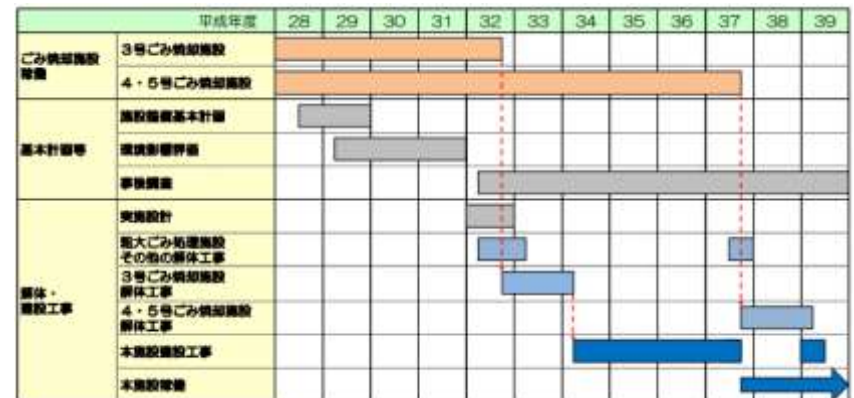 平成年度 28 29 30 31 32 33 34 35 36 37 38 39
ごみ焼却施設
稼働
3号ごみ焼却施設
4・5号ごみ焼却施設
基本計画等
施設整備基本計画
環境影響評価
事後調査
解体・
建設工事
実施設計
粗大ごみ処理施設
その他の解体工事
3号ごみ焼却施設
解体工事
4・5号ごみ焼却施設
解体工事
本施設建設工事
本施設稼働